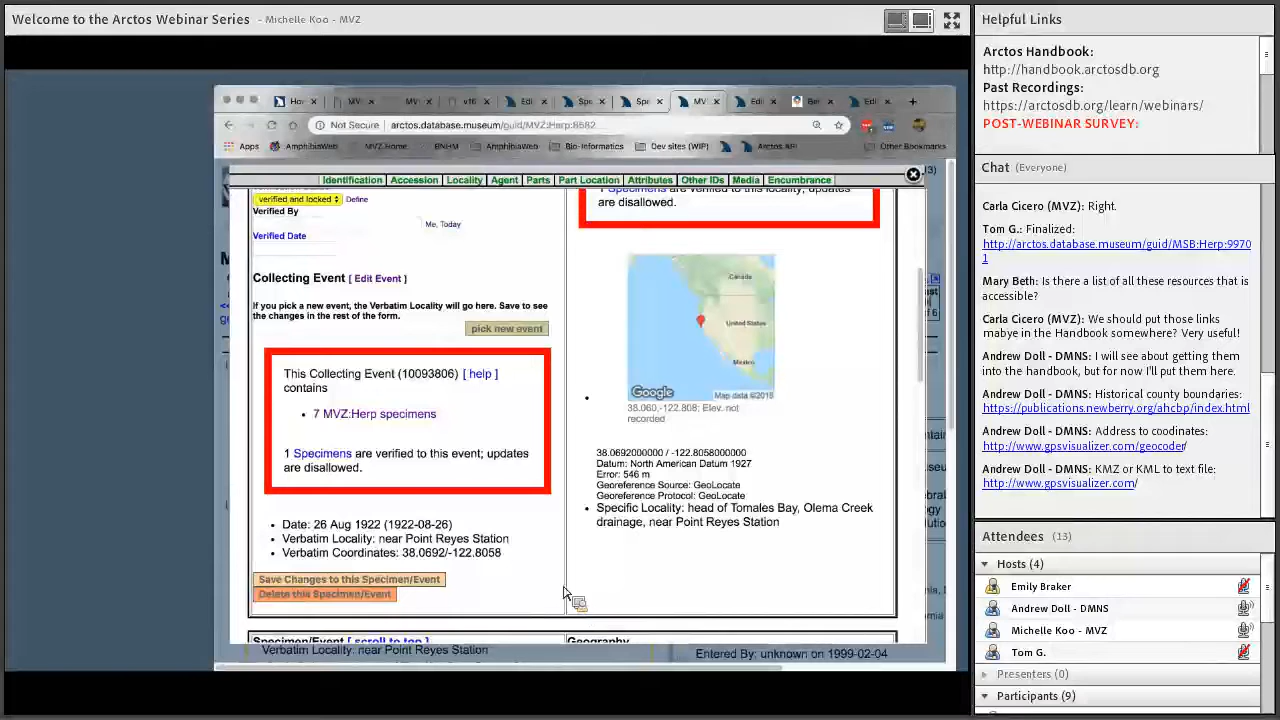 Welcome to the Arctos Webinar Series - Michelle Koo - MVZ
Not Secure arctos.database.museum/guid/MVZ:Herp:8682
Apps AmphibiaWeb MVZ Home BNHM AmphibiaWeb Bio-Informatics Dev sites (WIP) Arctos API Other Bookmarks
Identification Accession Locality Agent Parts Part Location Attributes Other IDs Media Encumbrance
verified and locked Define
Verified By
Me, Today
Verified Date
Collecting Event [ Edit Event ]
If you pick a new event, the Verbatim Locality will go here. Save to see
the changes in the rest of the form.
pick new event
This Collecting Event (10093806) [ help ]
contains
7 MVZ:Herp specimens
1 Specimens are verified to this event; updates
are disallowed.
Date: 26 Aug 1922 (1922-08-26)
Verbatim Locality: near Point Reyes Station
Verbatim Coordinates: 38.0692/-122.8058
Save Changes to this Specimen/Event
Delete this Specimen/Event
Specimen/Event [ scroll to top ]
Verbatim Locality: near Point Reyes Station
1 Specimens are verified to this locality; updates
are disallowed.
Canada
United States
Mexico
Google
Map data ©2018
38.060,-122.808; Elev. not
recorded
38.0692000000 / -122.8058000000
Datum: North American Datum 1927
Error: 546 m
Georeference Source: GeoLocate
Georeference Protocol: GeoLocate
Specific Locality: head of Tomales Bay, Olema Creek
drainage, near Point Reyes Station
Geography
Entered By: unknown on 1999-02-04
Helpful Links
Arctos Handbook:
http://handbook.arctosdb.org
Past Recordings:
https://arctosdb.org/learn/webinars/
POST-WEBINAR SURVEY:
Chat (Everyone)
Carla Cicero (MVZ): Right.
Tom G.: Finalized:
http://arctos.database.museum/guid/MSB:Herp:9970
1
Mary Beth: Is there a list of all these resources that is
accessible?
Carla Cicero (MVZ): We should put those links
mabye in the Handbook somewhere? Very useful!
Andrew Doll - DMNS: I will see about getting them
into the handbook, but for now I'll put them here.
Andrew Doll - DMNS: Historical county boundaries:
https://publications.newberry.org/ahcbp/index.html
Andrew Doll - DMNS: Address to coodinates:
http://www.gpsvisualizer.com/geocoder/
Andrew Doll - DMNS: KMZ or KML to text file:
http://www.gpsvisualizer.com/
Attendees (13)
Hosts (4)
Emily Braker
Andrew Doll - DMNS
Michelle Koo - MVZ
Tom G.
Presenters (0)
Participants (9)